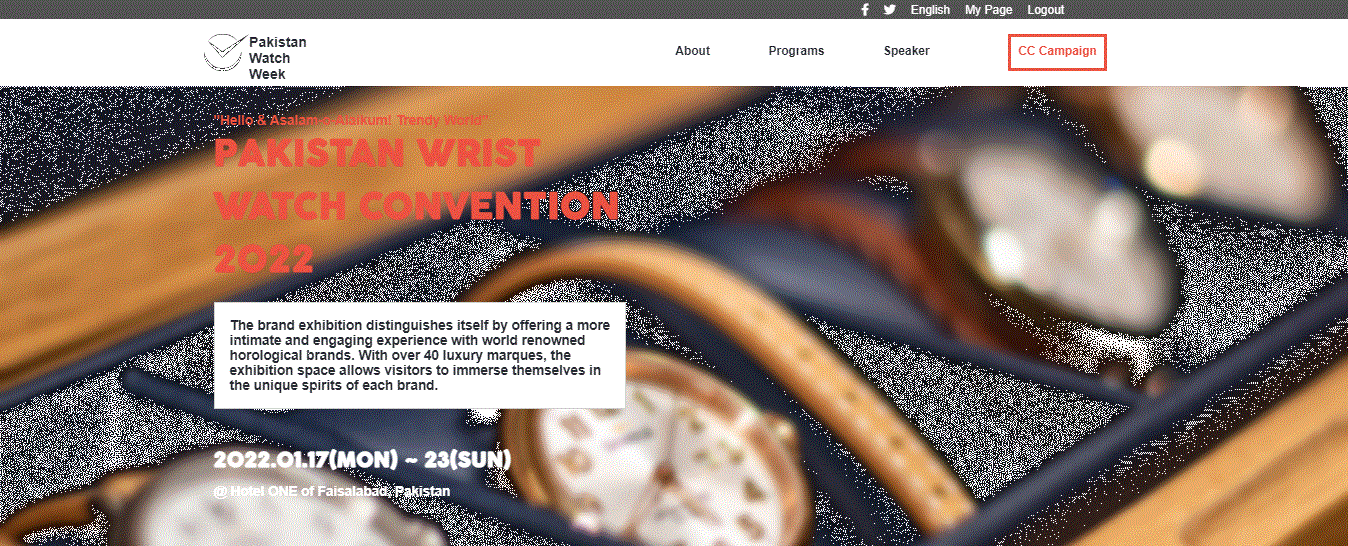 English My Page Logout
Pakistan
Watch
Week
About Programs Speaker CC Campaign
"Hello & Asalam-o-Alaikum! Trendy World"
PAKISTAN WRIST
WATCH CONVENTION
2022
The brand exhibition distinguishes itself by offering a more
intimate and engaging experience with world renowned
horological brands. With over 40 luxury marques, the
exhibition space allows visitors to immerse themselves in
the unique spirits of each brand.
2022.01.17(MON) ~ 23(SUN)
@ Hotel ONE of Faisalabad, Pakistan